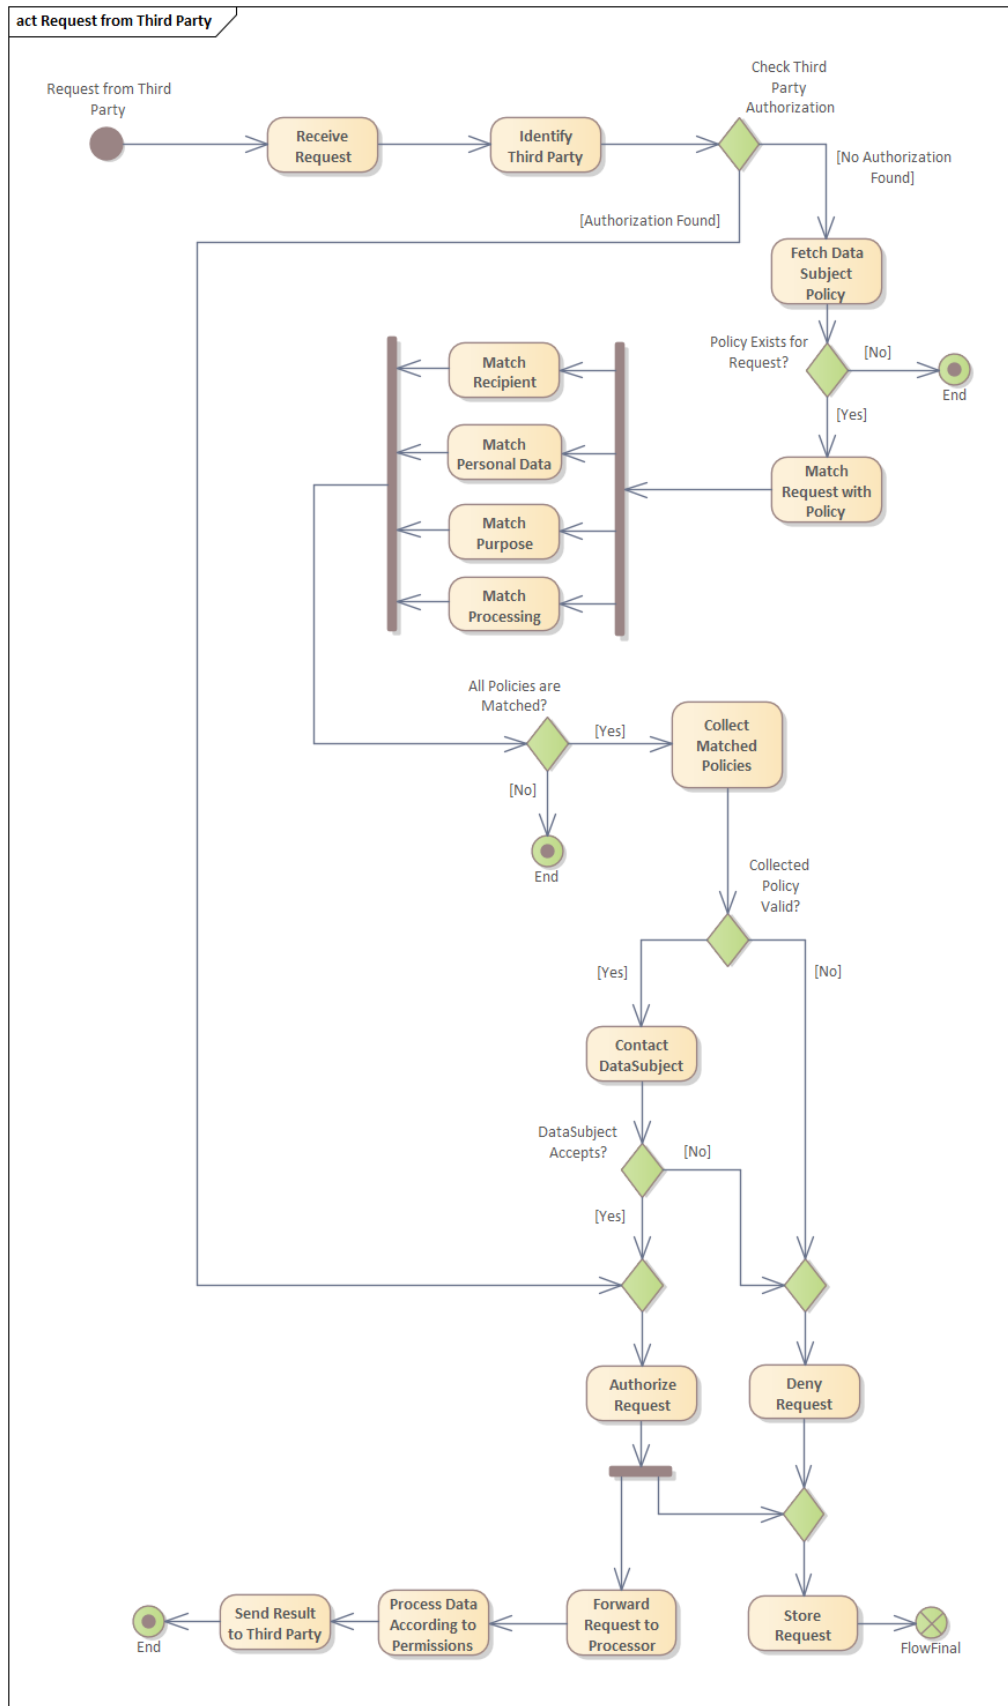 act Request from Third Party
Request from Third
Party
Check Third
Party
Authorization
Receive
Request
Identify
Third Party
[No Authorization
Found]
[Authorization Found]
Fetch Data
Subject
Policy
Policy Exists for
Request?
[No]
End
[Yes]
Match
Recipient
Match
Personal Data
Match
Request with
Policy
Match
Purpose
Match
Processing
All Policies are
Matched?
[Yes]
Collect
Matched
Policies
[No]
End
Collected
Policy
Valid?
[Yes]
[No]
Contact
DataSubject
DataSubject
Accepts?
[No]
[Yes]
Authorize
Request
Deny
Request
End
Send Result
to Third Party
Process Data
According to
Permissions
Forward
Request to
Processor
Store
Request
FlowFinal